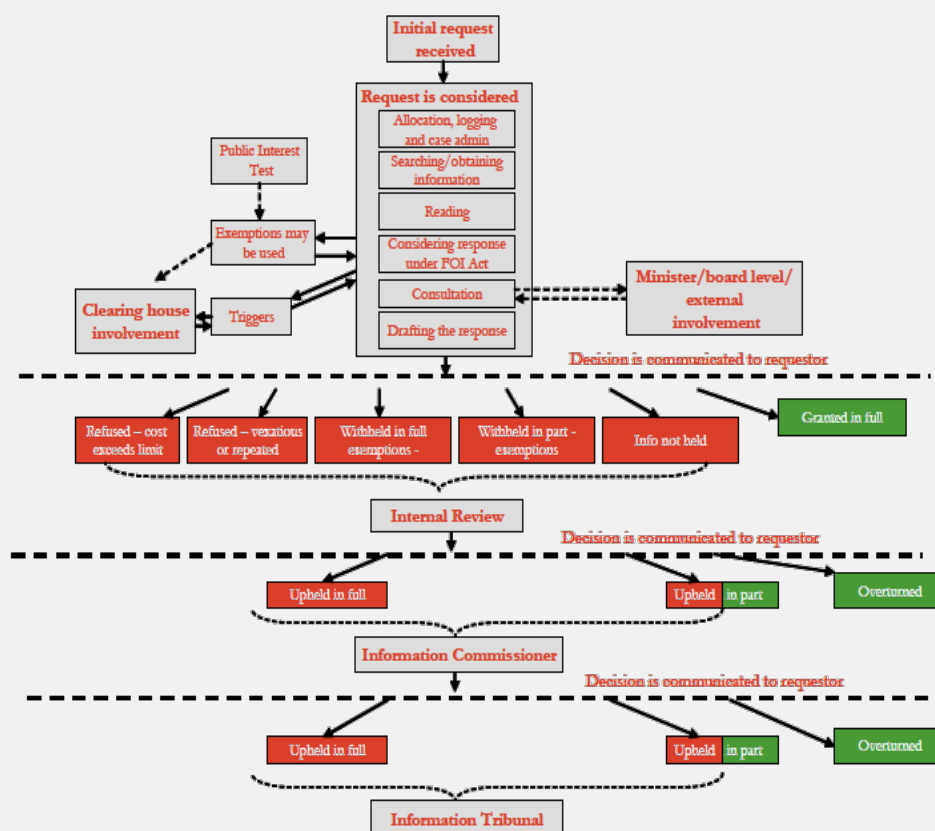 Initial request
received
Request is considered
Allocation, logging
and case admin
Public Interest
Test
Searching/obtaining
information
Reading
Exemptions may
be used
Considering response
under FOI Act
Minister/board level/
external
involvement
Consultation
Clearing house
involvement
Triggers
Drafting the response
Decision is communicated to requestor
Refused – cost
exceeds limit
Refused – vexatious
or repeated
Withheld in full
exemptions -
Withheld in part -
exemptions
Info not held
Granted in full
Internal Review
Decision is communicated to requestor
Upheld in full
Upheld in part
Overturned
Information Commissioner
Decision is communicated to requestor
Upheld in full
Upheld in part
Overturned
Information Tribunal